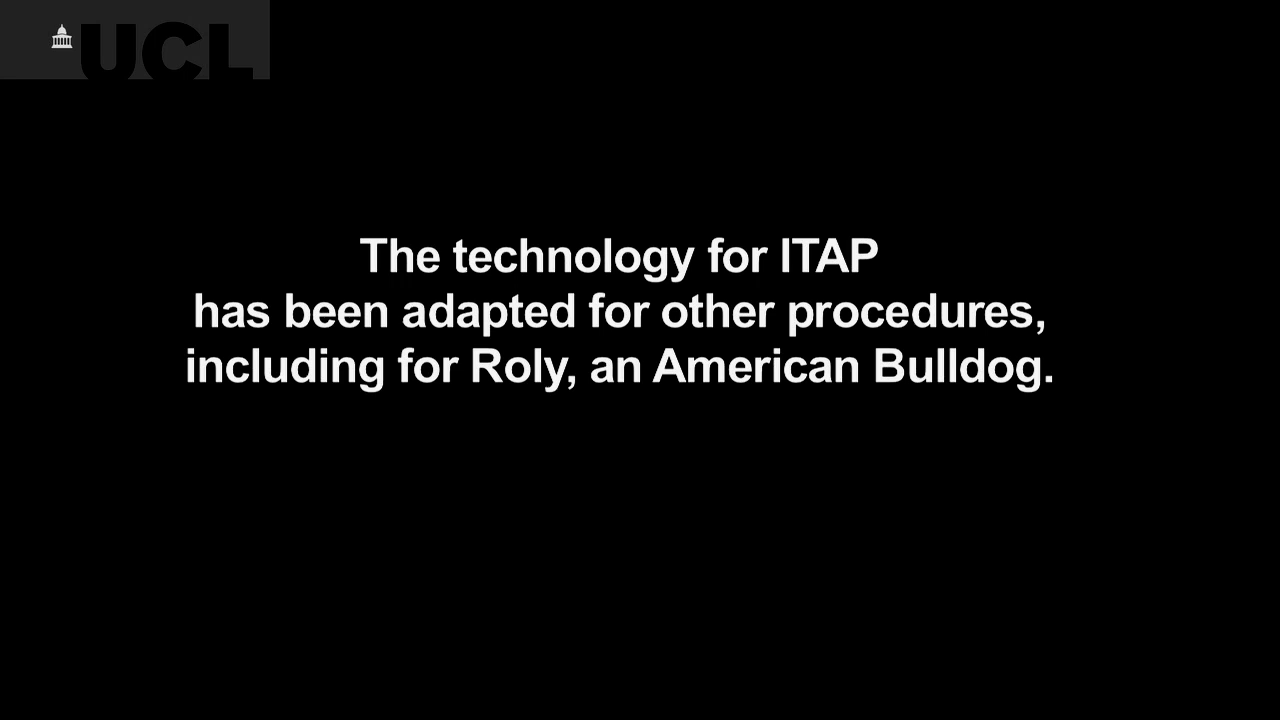 UCL
The technology for ITAP
has been adapted for other procedures,
including for Roly, an American Bulldog.